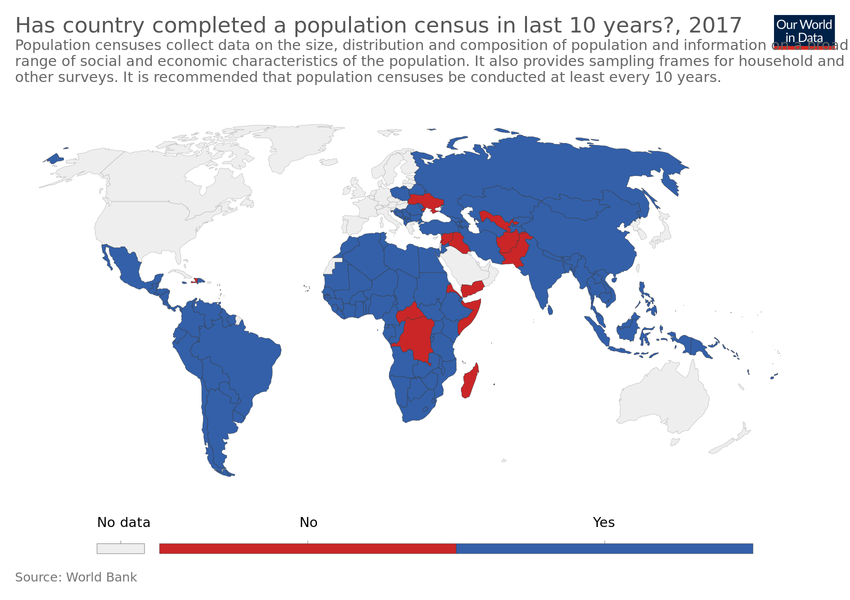 Has country completed a population census in last 10 years?, 2017
Our World
in Data
Population censuses collect data on the size, distribution and composition of population and information on a broad
range of social and economic characteristics of the population. It also provides sampling frames for household and
other surveys. It is recommended that population censuses be conducted at least every 10 years.
No data
No
Yes
Source: World Bank